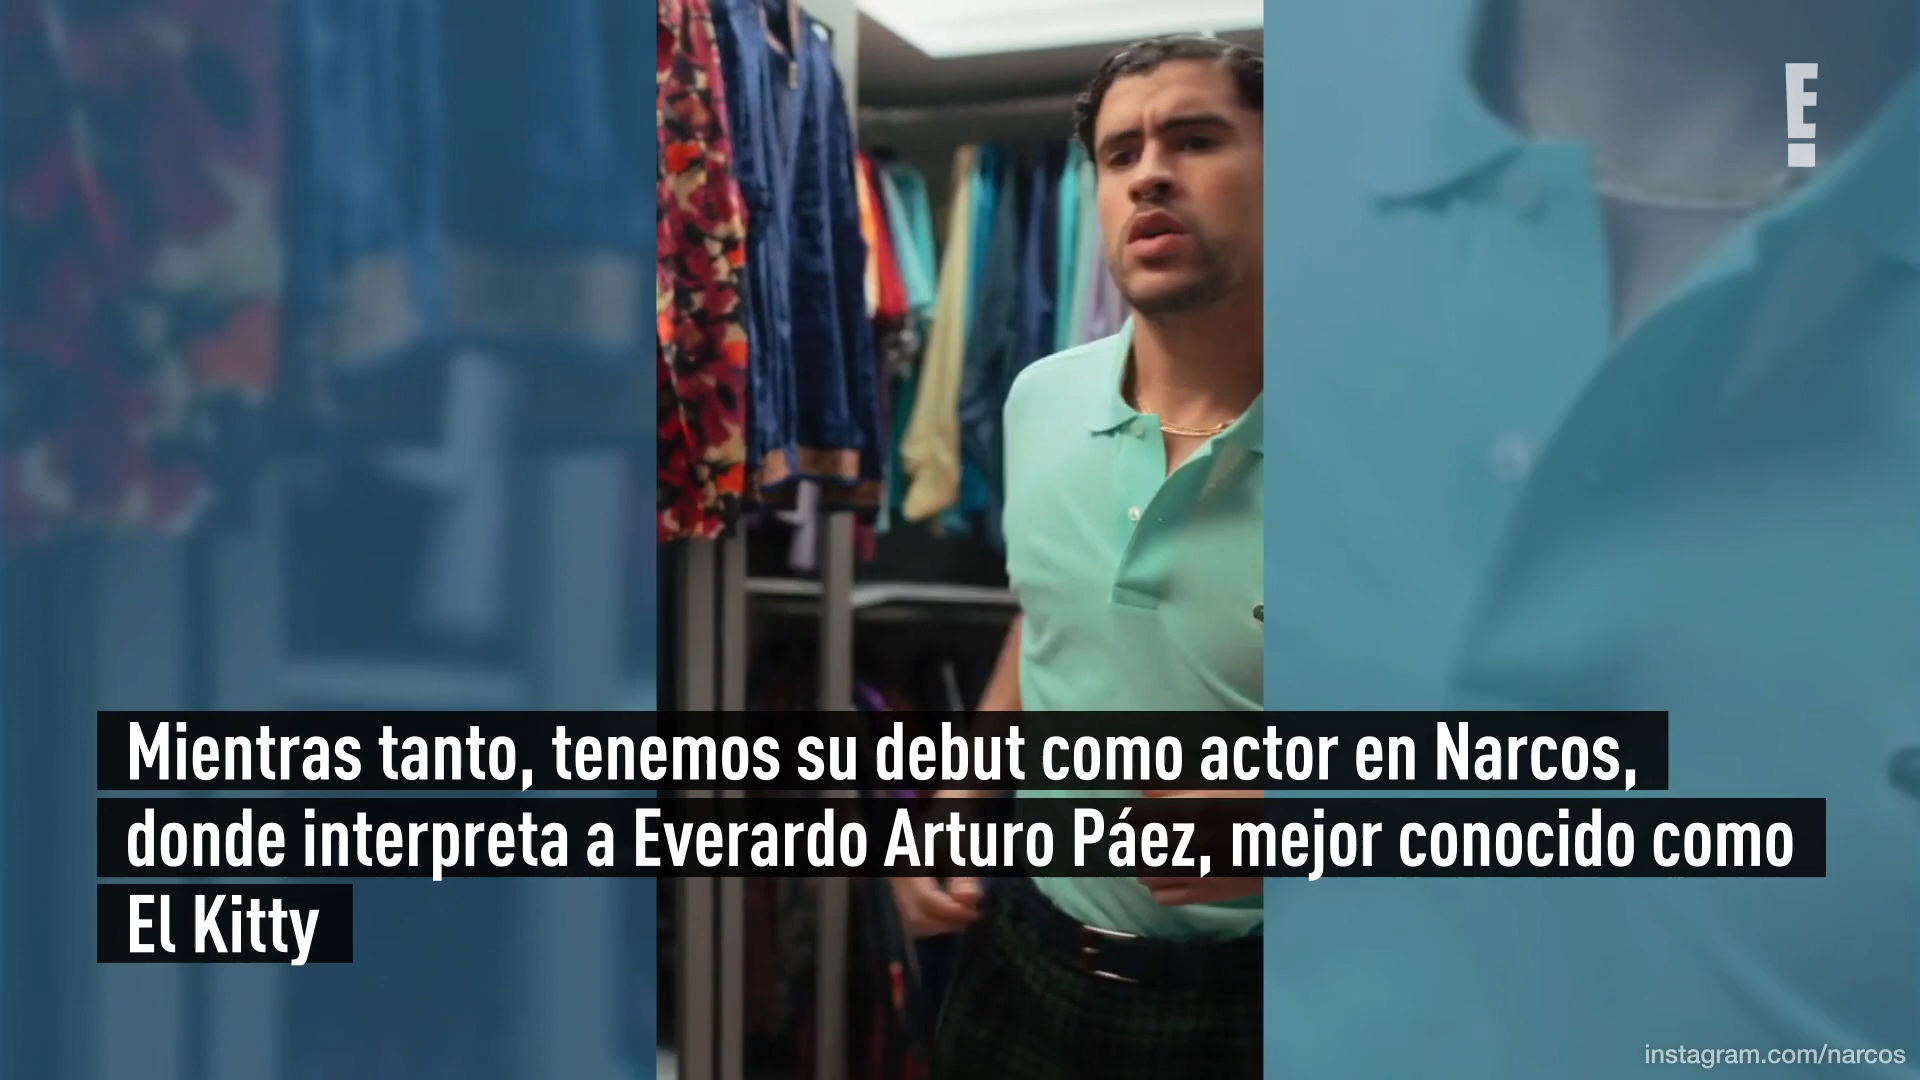 E!
Mientras tanto, tenemos su debut como actor en Narcos,
donde interpreta a Everardo Arturo Páez, mejor conocido como
El Kitty
instagram.com/narcos